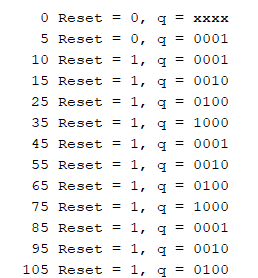 0 Reset = 0, q = xxxx
5 Reset = 0, q = 0001
10 Reset = 1, q = 0001
15 Reset = 1, q = 0010
25 Reset = 1, q = 0100
35 Reset = 1, q = 1000
45 Reset = 1, q = 0001
55 Reset = 1, q = 0010
65 Reset = 1, q = 0100
75 Reset = 1, q = 1000
85 Reset = 1, q = 0001
95 Reset = 1, q = 0010
105 Reset = 1, q = 0100